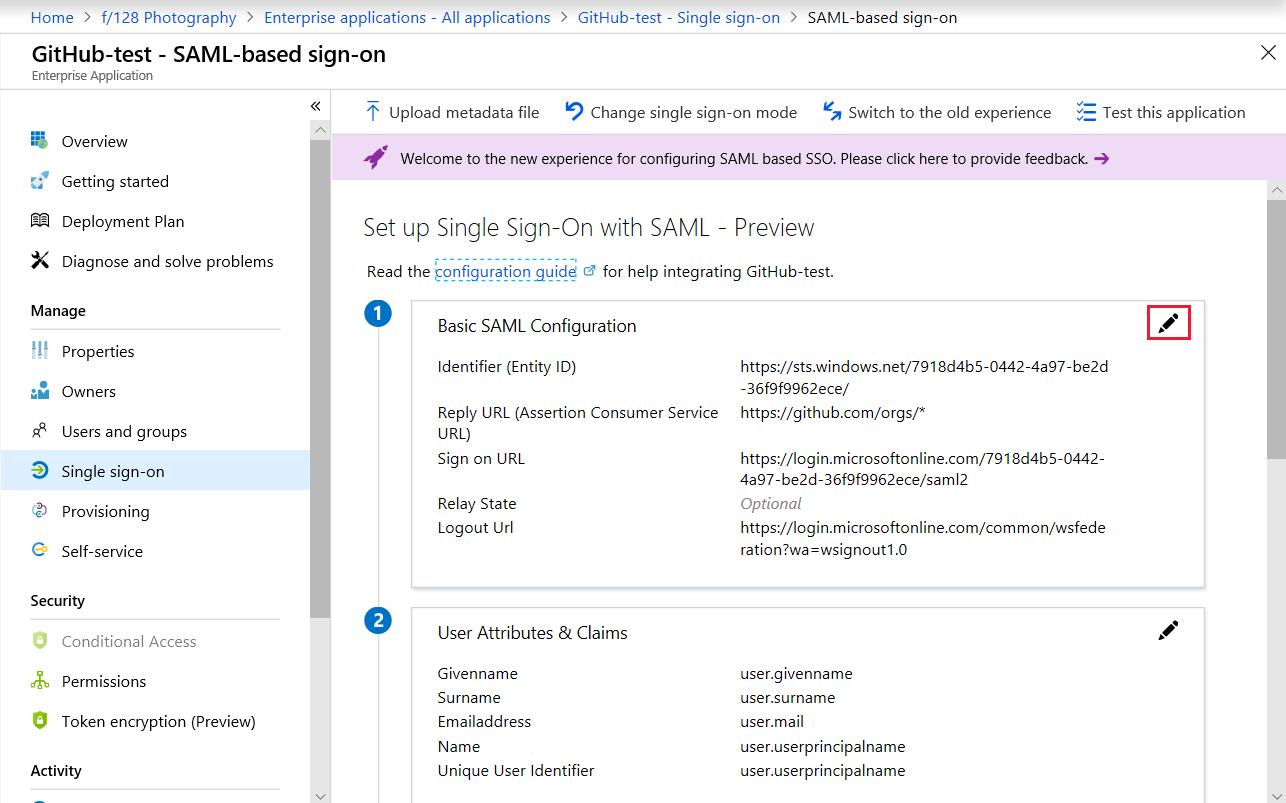 Home > f/128 Photography > Enterprise applications - All applications > GitHub-test - Single sign-on > SAML-based sign-on
GitHub-test - SAML-based sign-on
Enterprise Application
«
Overview
Getting started
Deployment Plan
Diagnose and solve problems
Manage
Properties
Owners
Users and groups
Single sign-on
Provisioning
Self-service
Security
Conditional Access
Permissions
Token encryption (Preview)
Activity
Upload metadata file Change single sign-on mode Switch to the old experience Test this application
Welcome to the new experience for configuring SAML based SSO. Please click here to provide feedback. →
Set up Single Sign-On with SAML - Preview
Read the configuration guide for help integrating GitHub-test.
1
Basic SAML Configuration
Identifier (Entity ID) https://sts.windows.net/7918d4b5-0442-4a97-be2d
-36f9f9962ece/
Reply URL (Assertion Consumer Service https://github.com/orgs/*
URL)
Sign on URL https://login.microsoftonline.com/7918d4b5-0442-
4a97-be2d-36f9f9962ece/saml2
Relay State Optional
Logout Url https://login.microsoftonline.com/common/wsfede
ration?wa=wsignout1.0
2
User Attributes & Claims
Givenname user.givenname
Surname user.surname
Emailaddress user.mail
Name user.userprincipalname
Unique User Identifier user.userprincipalname